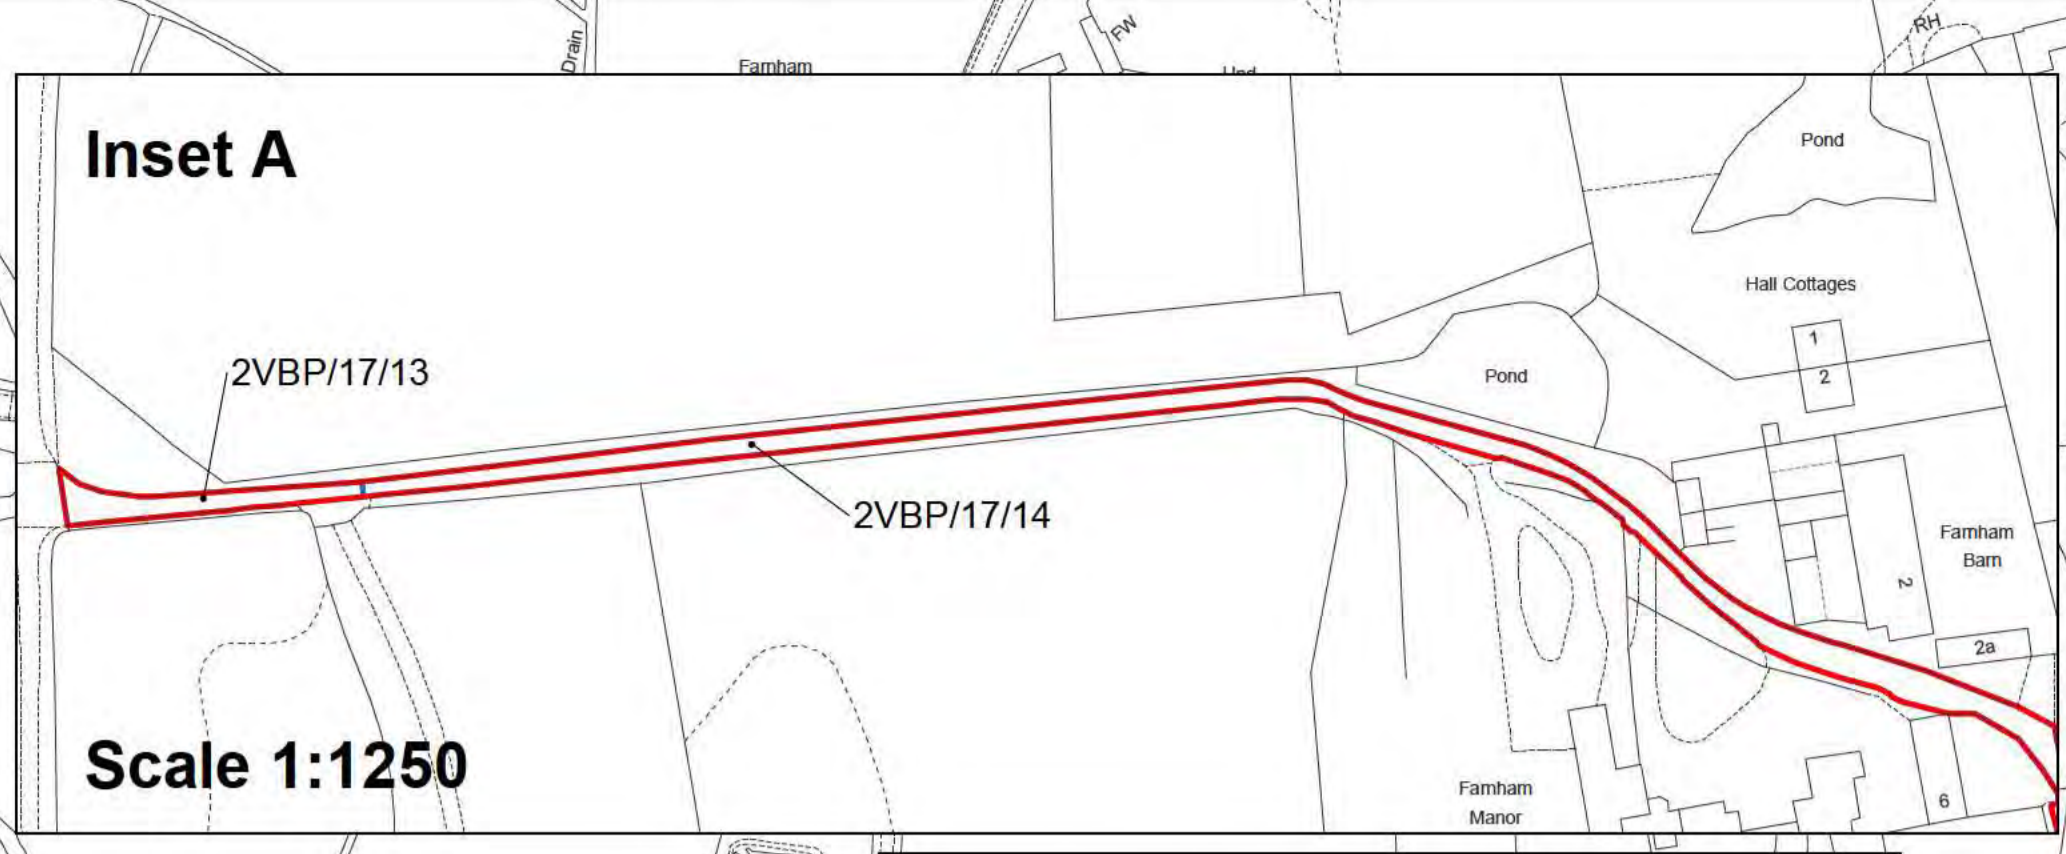 Drain
Farnham
FW
RH
Inset A
Pond
Hall Cottages
1
2
2VBP/17/13
Pond
2VBP/17/14
Farnham
Barn
2
2a
Scale 1:1250
Farnham
Manor
6